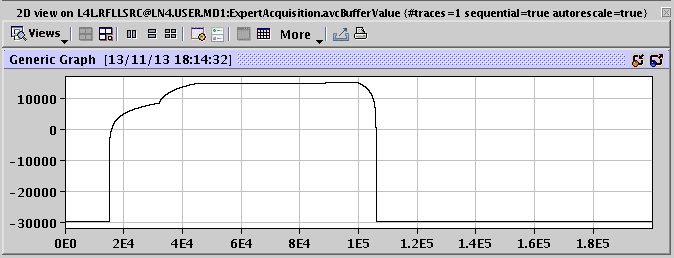 2D view on L4L.RFLLSRC@LN4.USER.MD1:ExpertAcquisition.avcBufferValue {#traces=1 sequential=true autorescale=true}
Views More
Generic Graph [13/11/13 18:14:32]
10000
0
-10000
-20000
-30000
0E0 2E4 4E4 6E4 8E4 1E5 1.2E5 1.4E5 1.6E5 1.8E5